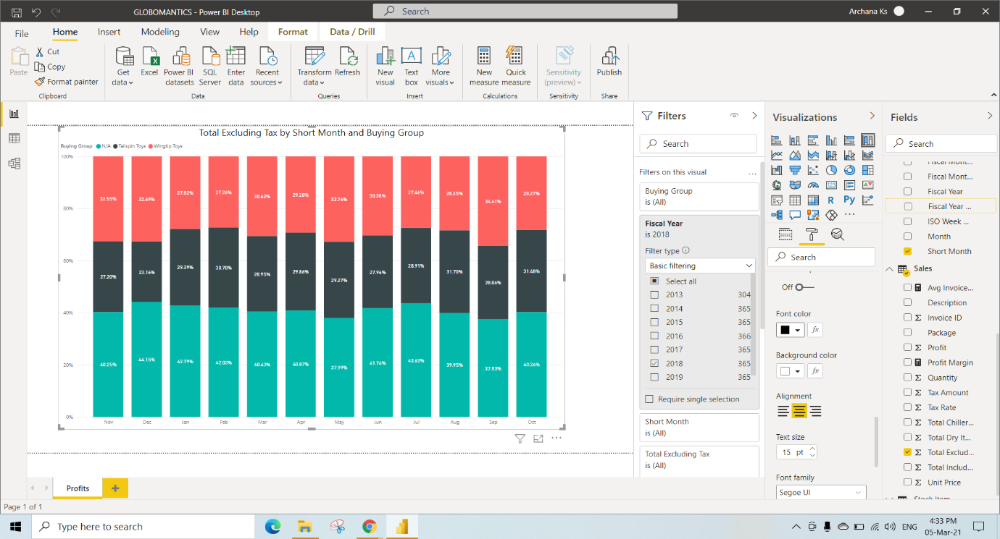 GLOBOMANTICS - Power BI Desktop
Search
Archana Ks
File Home Insert Modeling View Help Format Data / Drill
Paste
Cut
Copy
Format painter
Clipboard
Get data
Excel
Power BI datasets
SQL Server
Enter data
Recent sources
Data
Transform data
Refresh
Queries
New visual
Text box
More visuals
Insert
New measure
Quick measure
Calculations
Sensitivity (preview)
Sensitivity
Publish
Share
Total Excluding Tax by Short Month and Buying Group
Buying Group N/A Tailspin Toys Wingtip Toys
100%
80%
60%
40%
20%
0%
32.55% 32.69% 27.82% 27.26% 30.62% 29.28% 32.74% 30.28% 27.46% 28.35% 34.41% 28.27%
27.20% 23.16% 29.39% 30.70% 28.95% 29.86% 29.27% 27.96% 28.91% 31.70% 28.06% 31.48%
40.25% 44.15% 42.79% 42.03% 40.43% 40.87% 37.99% 41.76% 43.63% 39.95% 37.53% 40.26%
Nov Dec Jan Feb Mar Apr May Jun Jul Aug Sep Oct
Filters
Search
Filters on this visual ...
Buying Group
is (All)
Fiscal Year
is 2018
Filter type
Basic filtering
Select all
2013 304
2014 365
2015 365
2016 366
2017 365
2018 365
2019 365
Require single selection
Short Month
is (All)
Total Excluding Tax
is (All)
Visualizations
123
R Py
Search
Off
Font color
fx
Background color
fx
Alignment
Text size
15 pt
Font family
Segoe UI
Fields
Search
Fiscal Mont...
Fiscal Mont...
Fiscal Year
Fiscal Year ...
ISO Week ...
Month
Short Month
Sales
Avg Invoice...
Description
Invoice ID
Package
Profit
Profit Margin
Quantity
Tax Amount
Tax Rate
Total Chiller...
Total Dry It...
Total Exclud...
Total Includ...
Unit Price
Stock Item
Profits
Page 1 of 1
Type here to search
ENG
4:33 PM
05-Mar-21